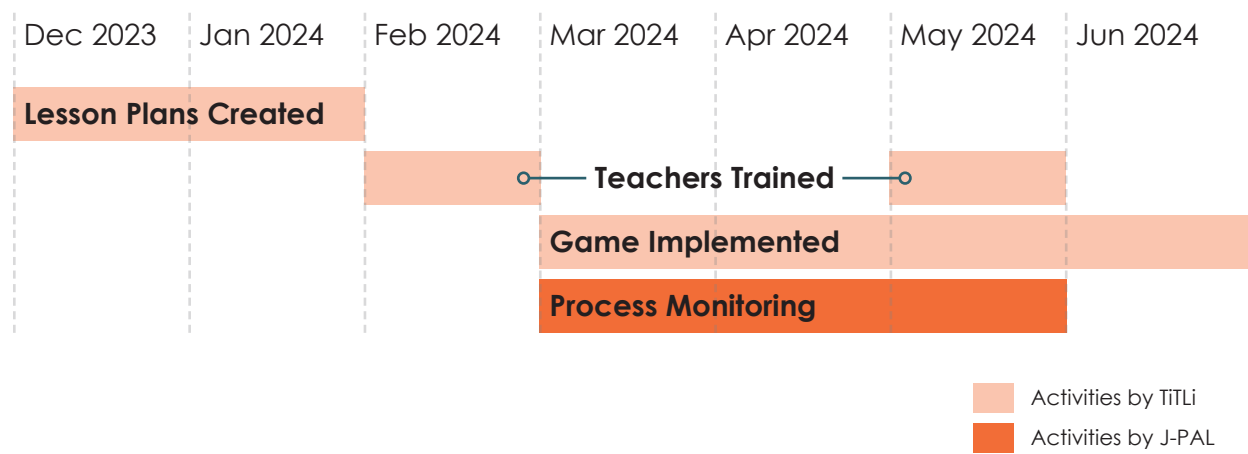 Dec 2023 Jan 2024 Feb 2024 Mar 2024 Apr 2024 May 2024 Jun 2024
Lesson Plans Created
Teachers Trained
Game Implemented
Process Monitoring
Activities by TiTLi
Activities by J-PAL